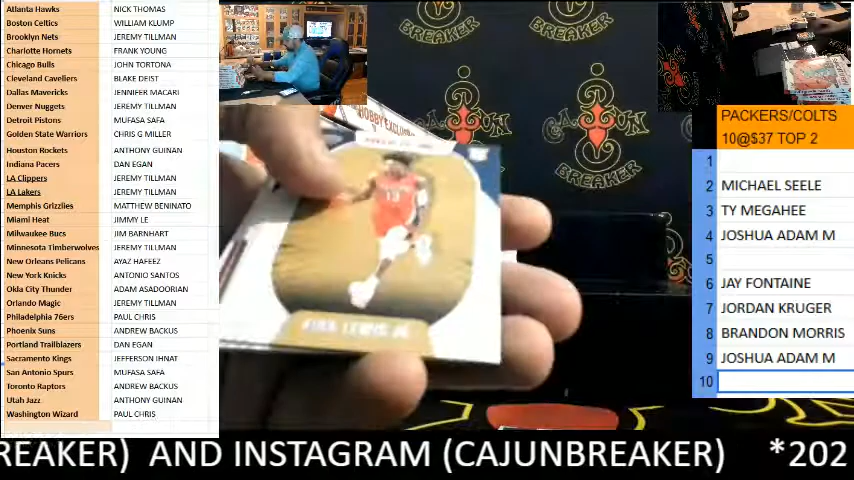 Atlanta Hawks NICK THOMAS
Boston Celtics WILLIAM KLUMP
Brooklyn Nets JEREMY TILLMAN
Charlotte Hornets FRANK YOUNG
Chicago Bulls JOHN TORTONA
Cleveland Caveliers BLAKE DEIST
Dallas Mavericks JENNIFER MACARI
Denver Nuggets JEREMY TILLMAN
Detroit Pistons MUFASA SAFA
Golden State Warriors CHRIS G MILLER
Houston Rockets ANTHONY GUINAN
Indiana Pacers DAN EGAN
LA Clippers JEREMY TILLMAN
LA Lakers JEREMY TILLMAN
Memphis Grizzlies MATTHEW BENINATO
Miami Heat JIMMY LE
Milwaukee Bucs JIM BARNHART
Minnesota Timberwolves JEREMY TILLMAN
New Orleans Pelicans AYAZ HAFEEZ
New York Knicks ANTONIO SANTOS
Okla City Thunder ADAM ASADOORIAN
Orlando Magic JEREMY TILLMAN
Philadelphia 76ers PAUL CHRIS
Phoenix Suns ANDREW BACKUS
Portland Trailblazers DAN EGAN
Sacramento Kings JEFFERSON IHNAT
San Antonio Spurs MUFASA SAFA
Toronto Raptors ANDREW BACKUS
Utah Jazz ANTHONY GUINAN
Washington Wizard PAUL CHRIS
BREAKER
BREAKER
CAJUN
BREAKER
KIRA LEWIS JR.
13
PACKERS/COLTS
10@$37 TOP 2
1
2 MICHAEL SEELE
3 TY MEGAHEE
4 JOSHUA ADAM M
5
6 JAY FONTAINE
7 JORDAN KRUGER
8 BRANDON MORRIS
9 JOSHUA ADAM M
10
REAKER) AND INSTAGRAM (CAJUNBREAKER) *202